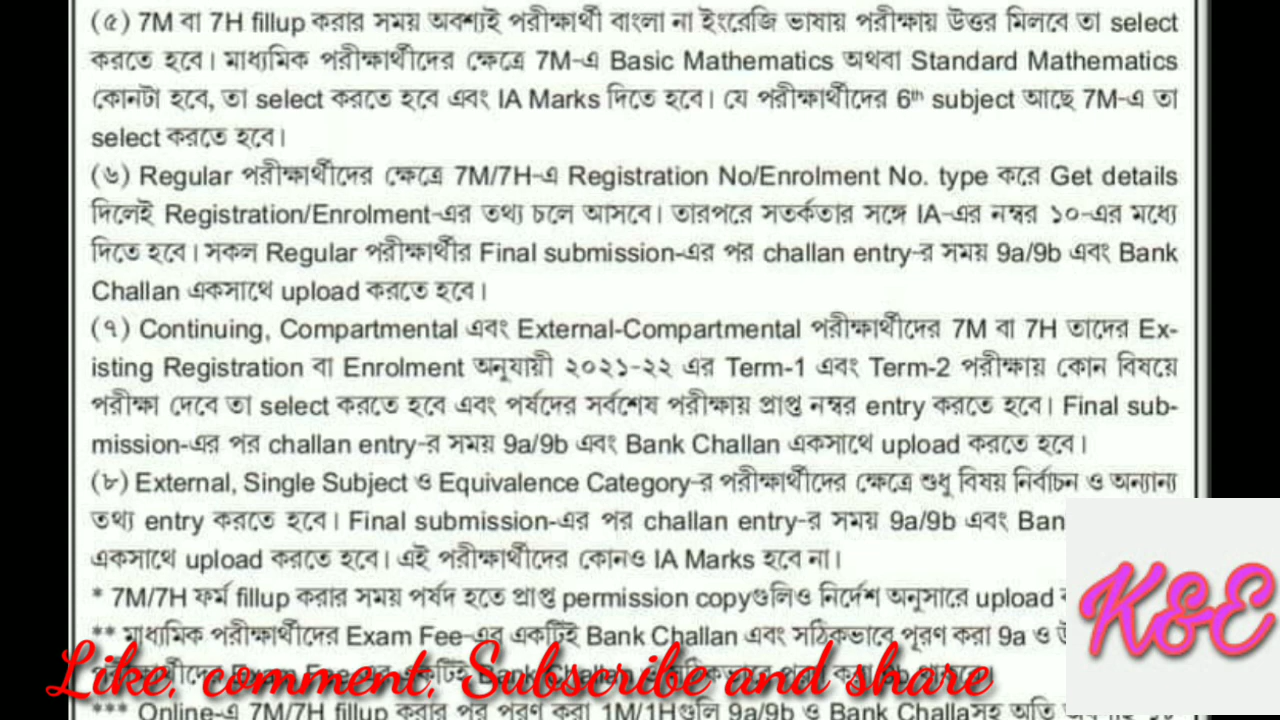 (৫) 7M বা 7H fillup করার সময় অবশ্যই পরীক্ষার্থী বাংলা না ইংরেজি ভাষায় পরীক্ষায় উত্তর মিলবে তা select
করতে হবে। মাধ্যমিক পরীক্ষার্থীদের ক্ষেত্রে 7M-এ Basic Mathematics অথবা Standard Mathematics
কোনটা হবে, তা select করতে হবে এবং IA Marks দিতে হবে। যে পরীক্ষার্থীদের 6th subject আছে 7M-এ তা
select করতে হবে।
(৬) Regular পরীক্ষার্থীদের ক্ষেত্রে 7M/7H-এ Registration No/Enrolment No. type করে Get details
দিলেই Registration/Enrolment-এর তথ্য চলে আসবে। তারপরে সতর্কতার সঙ্গে IA-এর নম্বর ১০-এর মধ্যে
দিতে হবে। সকল Regular পরীক্ষার্থীর Final submission-এর পর challan entry-র সময় 9a/9b এবং Bank
Challan একসাথে upload করতে হবে।
(৭) Continuing, Compartmental এবং External-Compartmental পরীক্ষার্থীদের 7M বা 7H তাদের Ex-
isting Registration বা Enrolment অনুযায়ী ২০২১-২২ এর Term-1 এবং Term-2 পরীক্ষায় কোন বিষয়ে
পরীক্ষা দেবে তা select করতে হবে এবং পর্ষদের সর্বশেষ পরীক্ষায় প্রাপ্ত নম্বর entry করতে হবে। Final sub-
mission-এর পর challan entry-র সময় 9a/9b এবং Bank Challan একসাথে upload করতে হবে।
(৮) External, Single Subject ও Equivalence Category-র পরীক্ষার্থীদের ক্ষেত্রে শুধু বিষয় নির্বাচন ও অন্যান্য
তথ্য entry করতে হবে। Final submission-এর পর challan entry-র সময় 9a/9b এবং Ban
একসাথে upload করতে হবে। এই পরীক্ষার্থীদের কোনও IA Marks হবে না।
* 7M/7H ফর্ম fillup করার সময় পর্ষদ হতে প্রাপ্ত permission copyগুলিও নির্দেশ অনুসারে upload
** মাধ্যমিক পরীক্ষার্থীদের Exam Fee-এর একটিই Bank Challan এবং সঠিকভাবে পূরণ করা 9a ও
Like, comment, Subscribe and share
*** Online-এ 7M/7H fillup করার পর পূরণ করা 1M/1Hগুলি 9a/9b ও Bank Challaসহ অতি
K&E